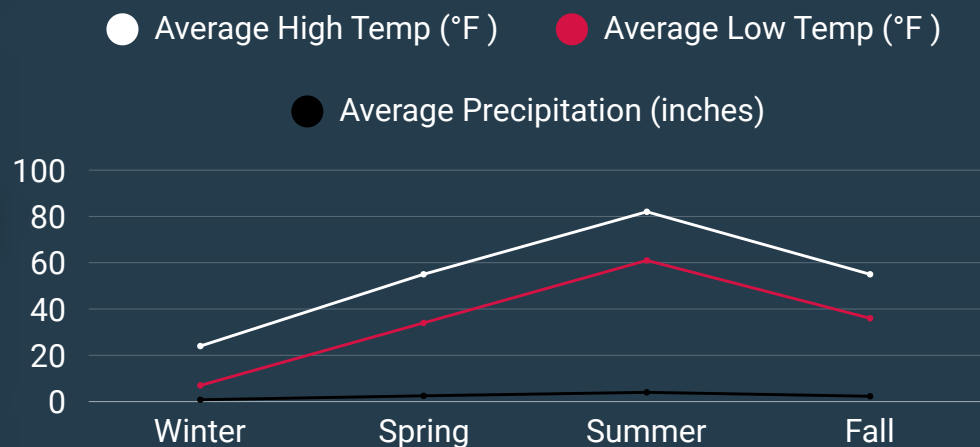 Average High Temp (°F ) Average Low Temp (°F )
Average Precipitation (inches)
100
80
60
40
20
0
Winter Spring Summer Fall